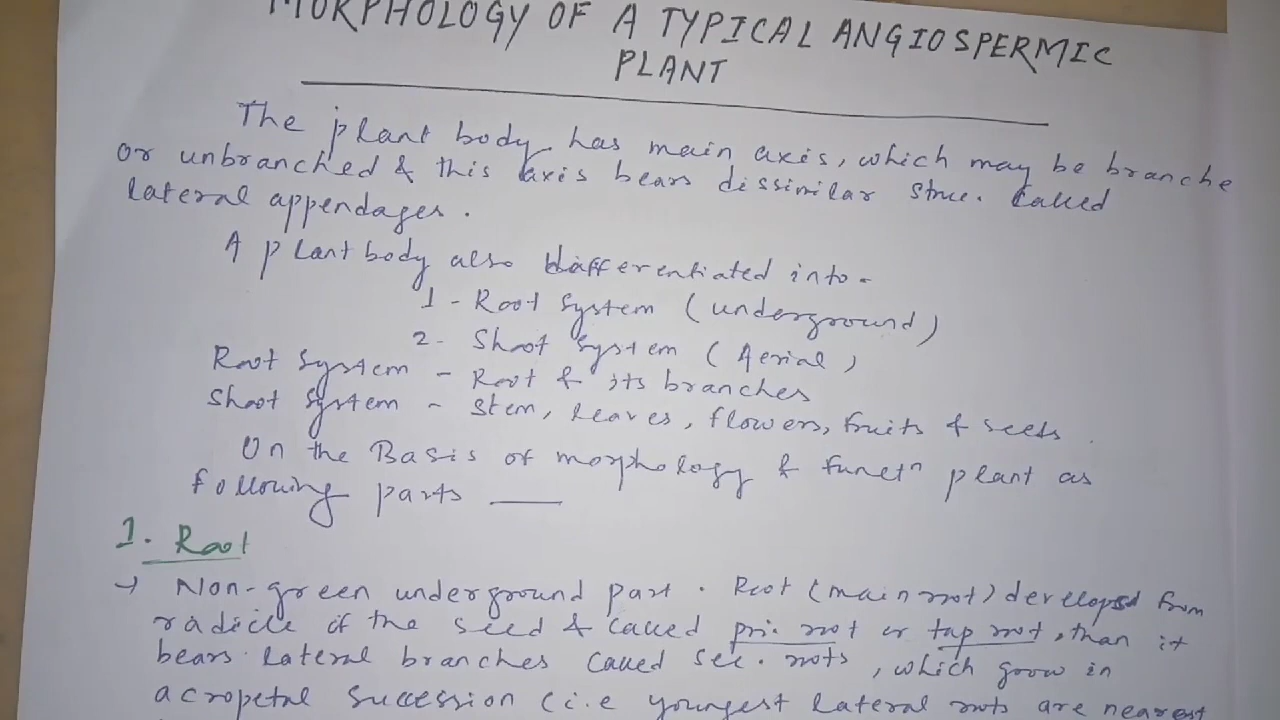 MORPHOLOGY OF A TYPICAL ANGIOSPERMIC
PLANT
The plant body has main axis, which may be branche
or unbranched & this axis bears dissimilar struc. called
lateral appendages.
A plant body also differentiated into -
1 - Root System (underground)
2 - Shoot System (Aerial)
Root System - Root & its branches
Shoot System - Stem, leaves, flowers, fruits & seeds.
On the Basis of morphology & functn plant as
following parts —
1. Root
→ Non-green underground part. Root (main root) developed from
radicle of the seed & called pri. root or tap root, than it
bears lateral branches called sec. roots, which grow in
acropetal succession (i.e youngest lateral roots are nearest